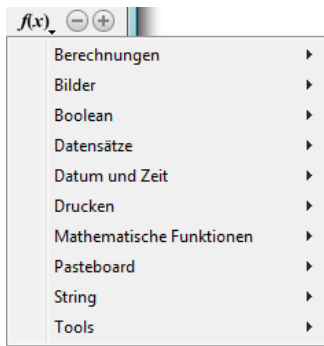 f(x)
Berechnungen
Bilder
Boolean
Datensätze
Datum und Zeit
Drucken
Mathematische Funktionen
Pasteboard
String
Tools